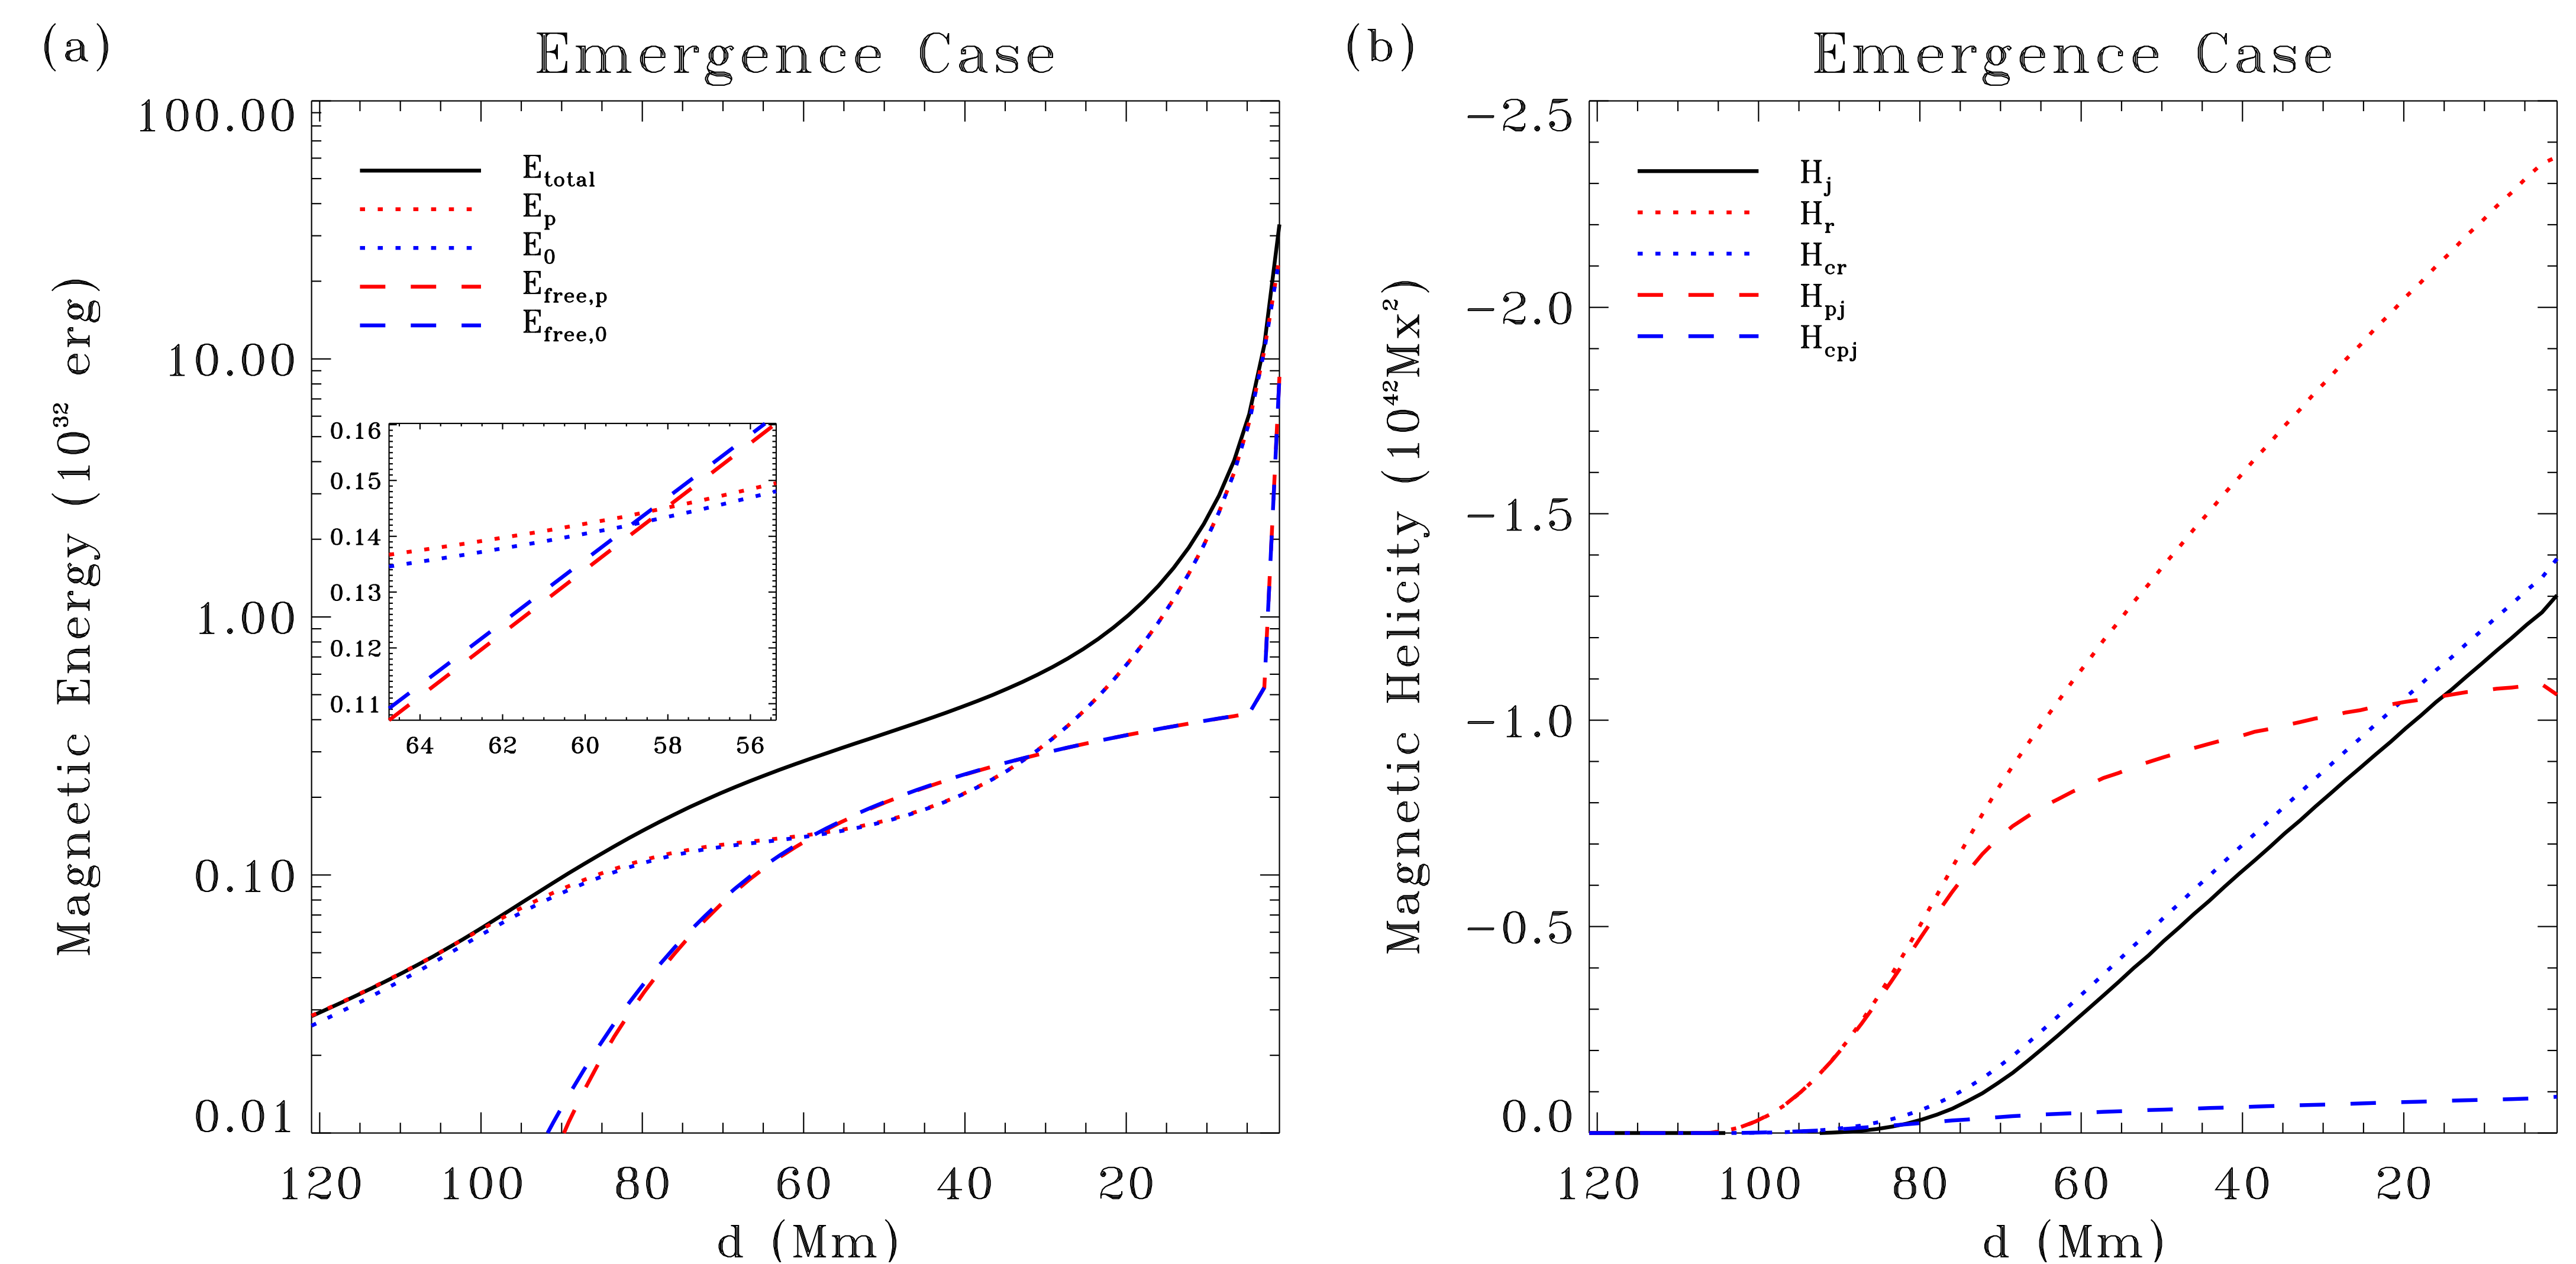 (a)
Emergence Case
100.00
10.00
1.00
0.10
0.01
Magnetic Energy (10³² erg)
E_total
E_p
E_0
E_free,p
E_free,0
0.16
0.15
0.14
0.13
0.12
0.11
64 62 60 58 56
120 100 80 60 40 20
d (Mm)
(b)
Emergence Case
−2.5
−2.0
−1.5
−1.0
−0.5
0.0
Magnetic Helicity (10⁴²Mx²)
H_j
H_r
H_cr
H_pj
H_cpj
120 100 80 60 40 20
d (Mm)